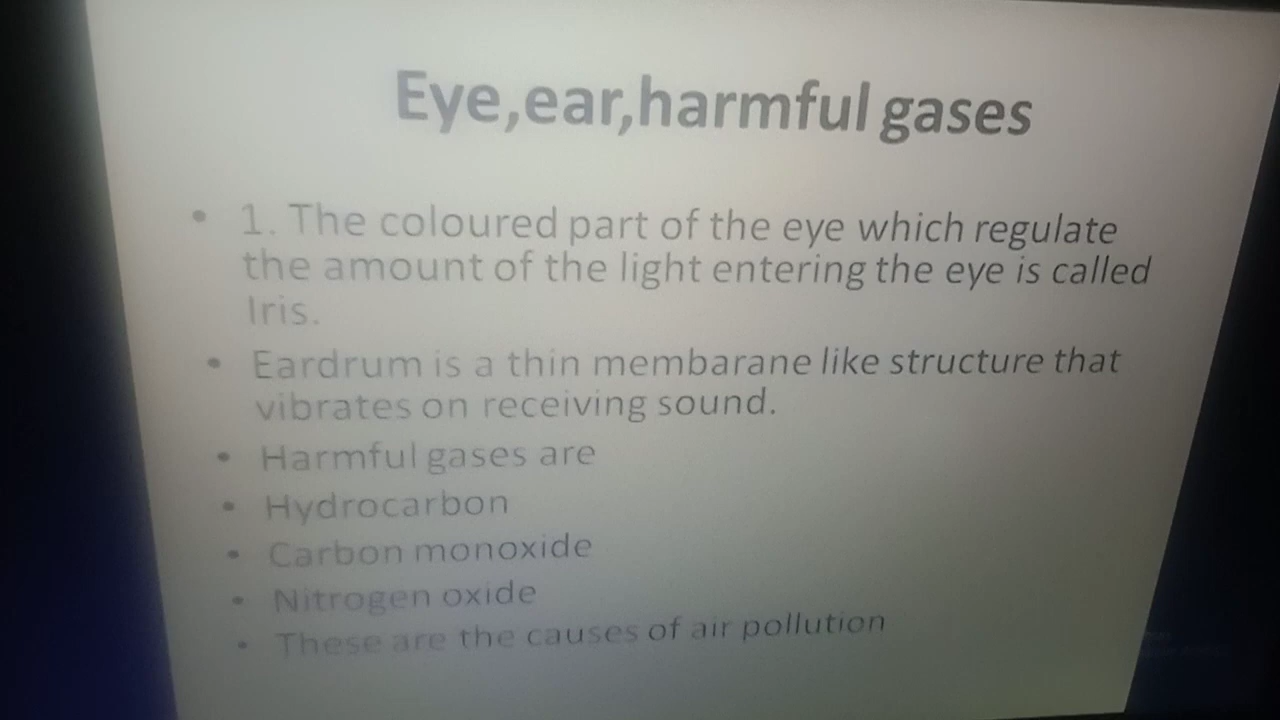 Eye,ear,harmful gases
• 1. The coloured part of the eye which regulate
the amount of the light entering the eye is called
Iris.
• Eardrum is a thin membarane like structure that
vibrates on receiving sound.
• Harmful gases are
• Hydrocarbon
• Carbon monoxide
• Nitrogen oxide
• These are the causes of air pollution